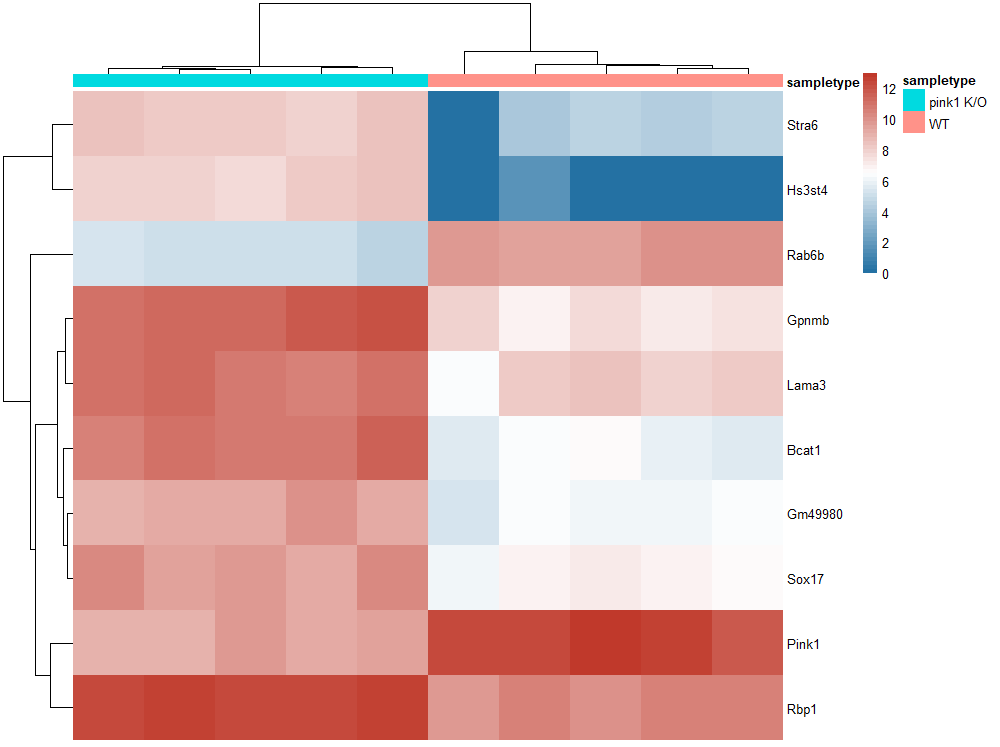 sampletype
Stra6
Hs3st4
Rab6b
Gpnmb
Lama3
Bcat1
Gm49980
Sox17
Pink1
Rbp1
12
10
8
6
4
2
0
sampletype
pink1 K/O
WT